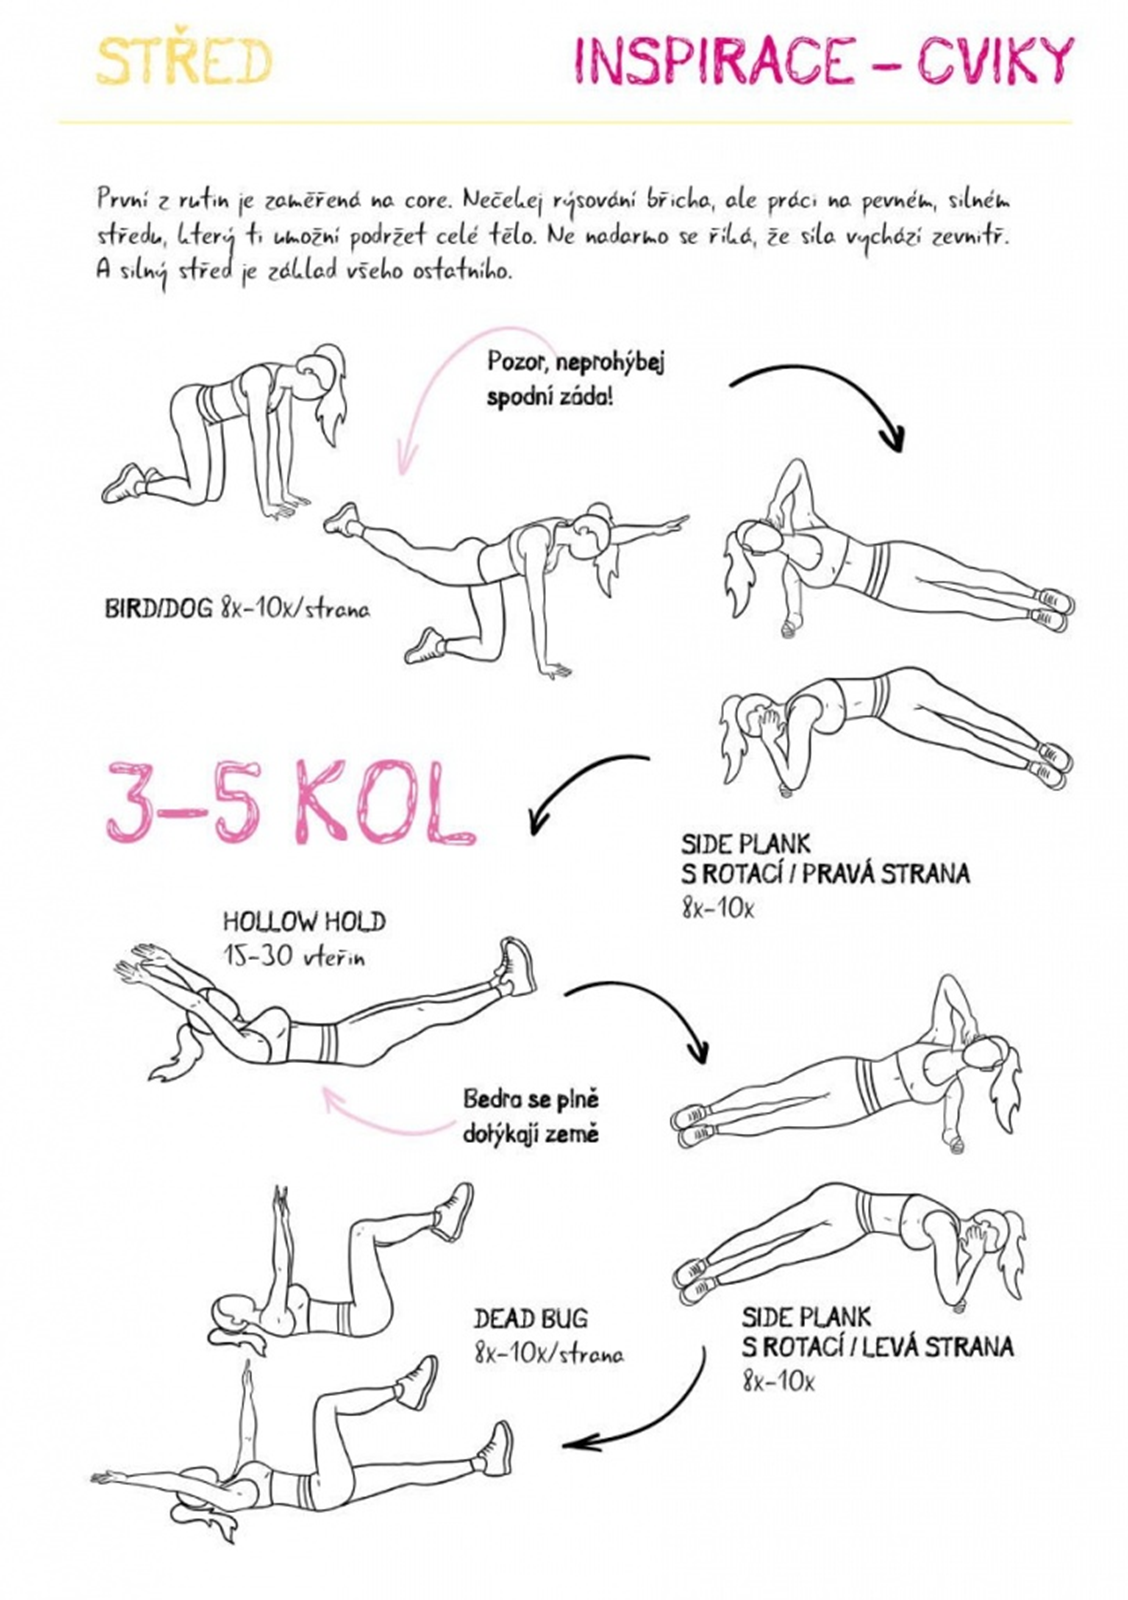 STŘED
INSPIRACE – CVIKY
První z rutin je zaměřená na core. Nečekej rýsování břicha, ale práci na pevném, silném
středu, který ti umožní podržet celé tělo. Ne nadarmo se říká, že síla vychází zevnitř.
A silný střed je základ všeho ostatního.
Pozor, neprohýbej
spodní záda!
BIRD/DOG 8x–10x/strana
3–5 KOL
SIDE PLANK
S ROTACÍ / PRAVÁ STRANA
8x–10x
HOLLOW HOLD
15–30 vteřin
Bedra se plně
dotýkají země
DEAD BUG
8x–10x/strana
SIDE PLANK
S ROTACÍ / LEVÁ STRANA
8x–10x